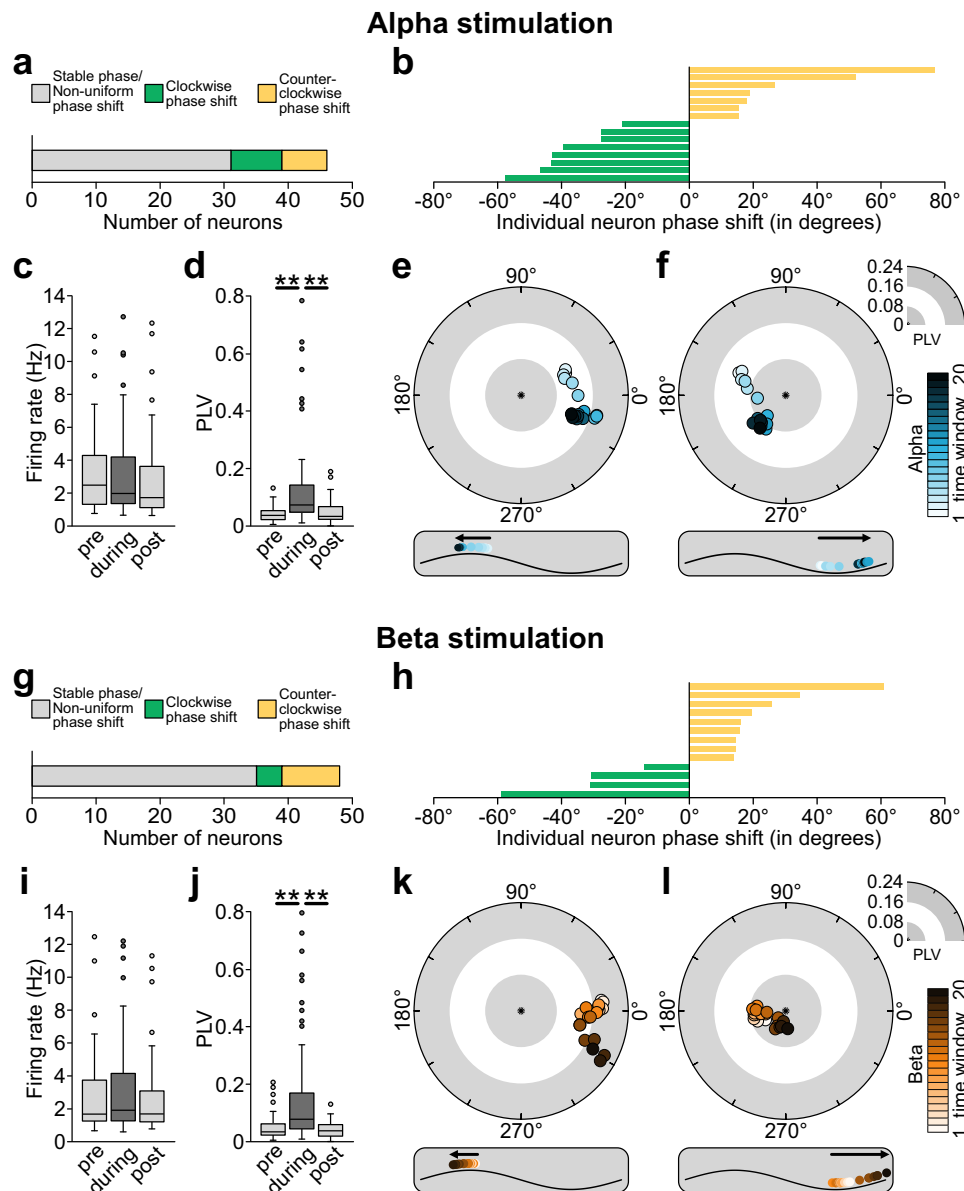 Alpha stimulation
a
Stable phase/
Non-uniform
phase shift
Clockwise
phase shift
Counter-
clockwise
phase shift
0 10 20 30 40 50
Number of neurons
b
-80° -60° -40° -20° 0° 20° 40° 60° 80°
Individual neuron phase shift (in degrees)
c
Firing rate (Hz)
14
12
10
8
6
4
2
0
pre during post
d
** **
PLV
0.8
0.6
0.4
0.2
0
pre during post
e
90°
180°
0°
270°
f
90°
180°
0°
270°
0.24
0.16
0.08
0
PLV
Alpha
1 time window 20
Beta stimulation
g
Stable phase/
Non-uniform
phase shift
Clockwise
phase shift
Counter-
clockwise
phase shift
0 10 20 30 40 50
Number of neurons
h
-80° -60° -40° -20° 0° 20° 40° 60° 80°
Individual neuron phase shift (in degrees)
i
Firing rate (Hz)
14
12
10
8
6
4
2
0
pre during post
j
** **
PLV
0.8
0.6
0.4
0.2
0
pre during post
k
90°
180°
0°
270°
l
90°
180°
0°
270°
0.24
0.16
0.08
0
PLV
Beta
1 time window 20